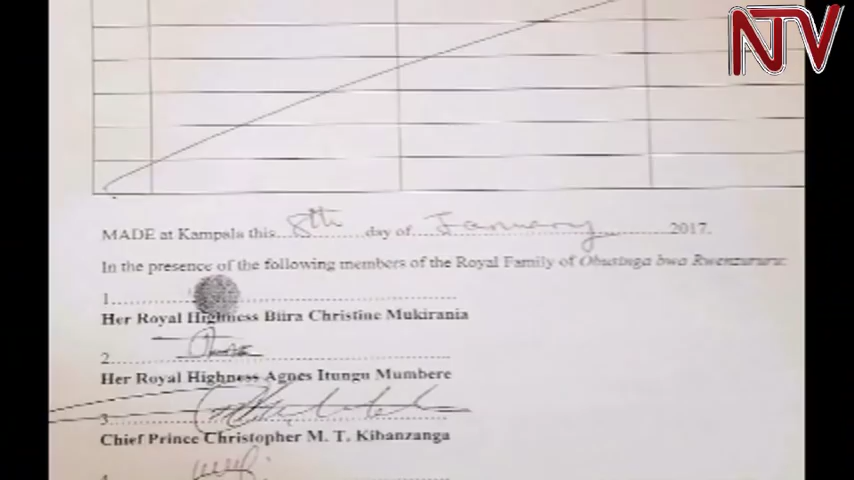 NTV
MADE at Kampala this 8th day of January 2017.
In the presence of the following members of the Royal Family of Obusinga bwa Rwenzururu:
1.
Her Royal Highness Biira Christine Mukirania
2.
Her Royal Highness Agnes Itungu Mumbere
3.
Chief Prince Christopher M. T. Kibanzanga
4.